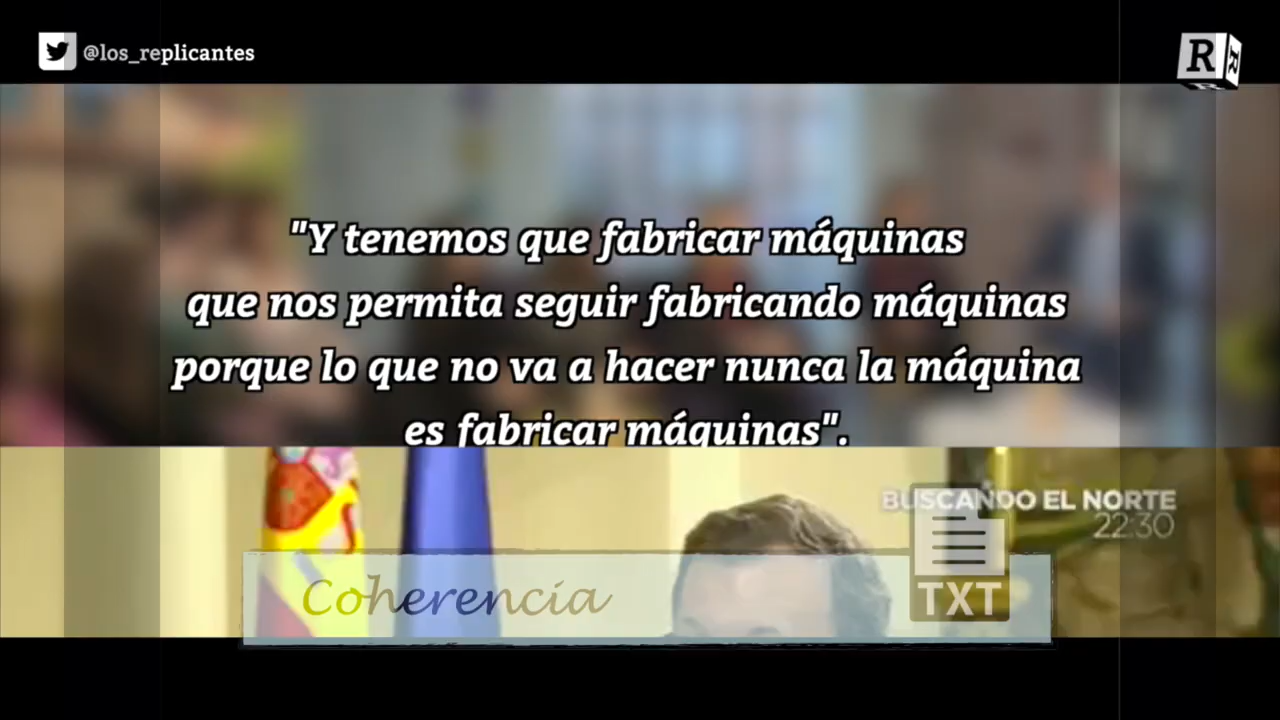 @los_replicantes
R R
R
"Y tenemos que fabricar máquinas
que nos permita seguir fabricando máquinas
porque lo que no va a hacer nunca la máquina
es fabricar máquinas".
BUSCANDO EL NORTE
22:30
Coherencia
TXT